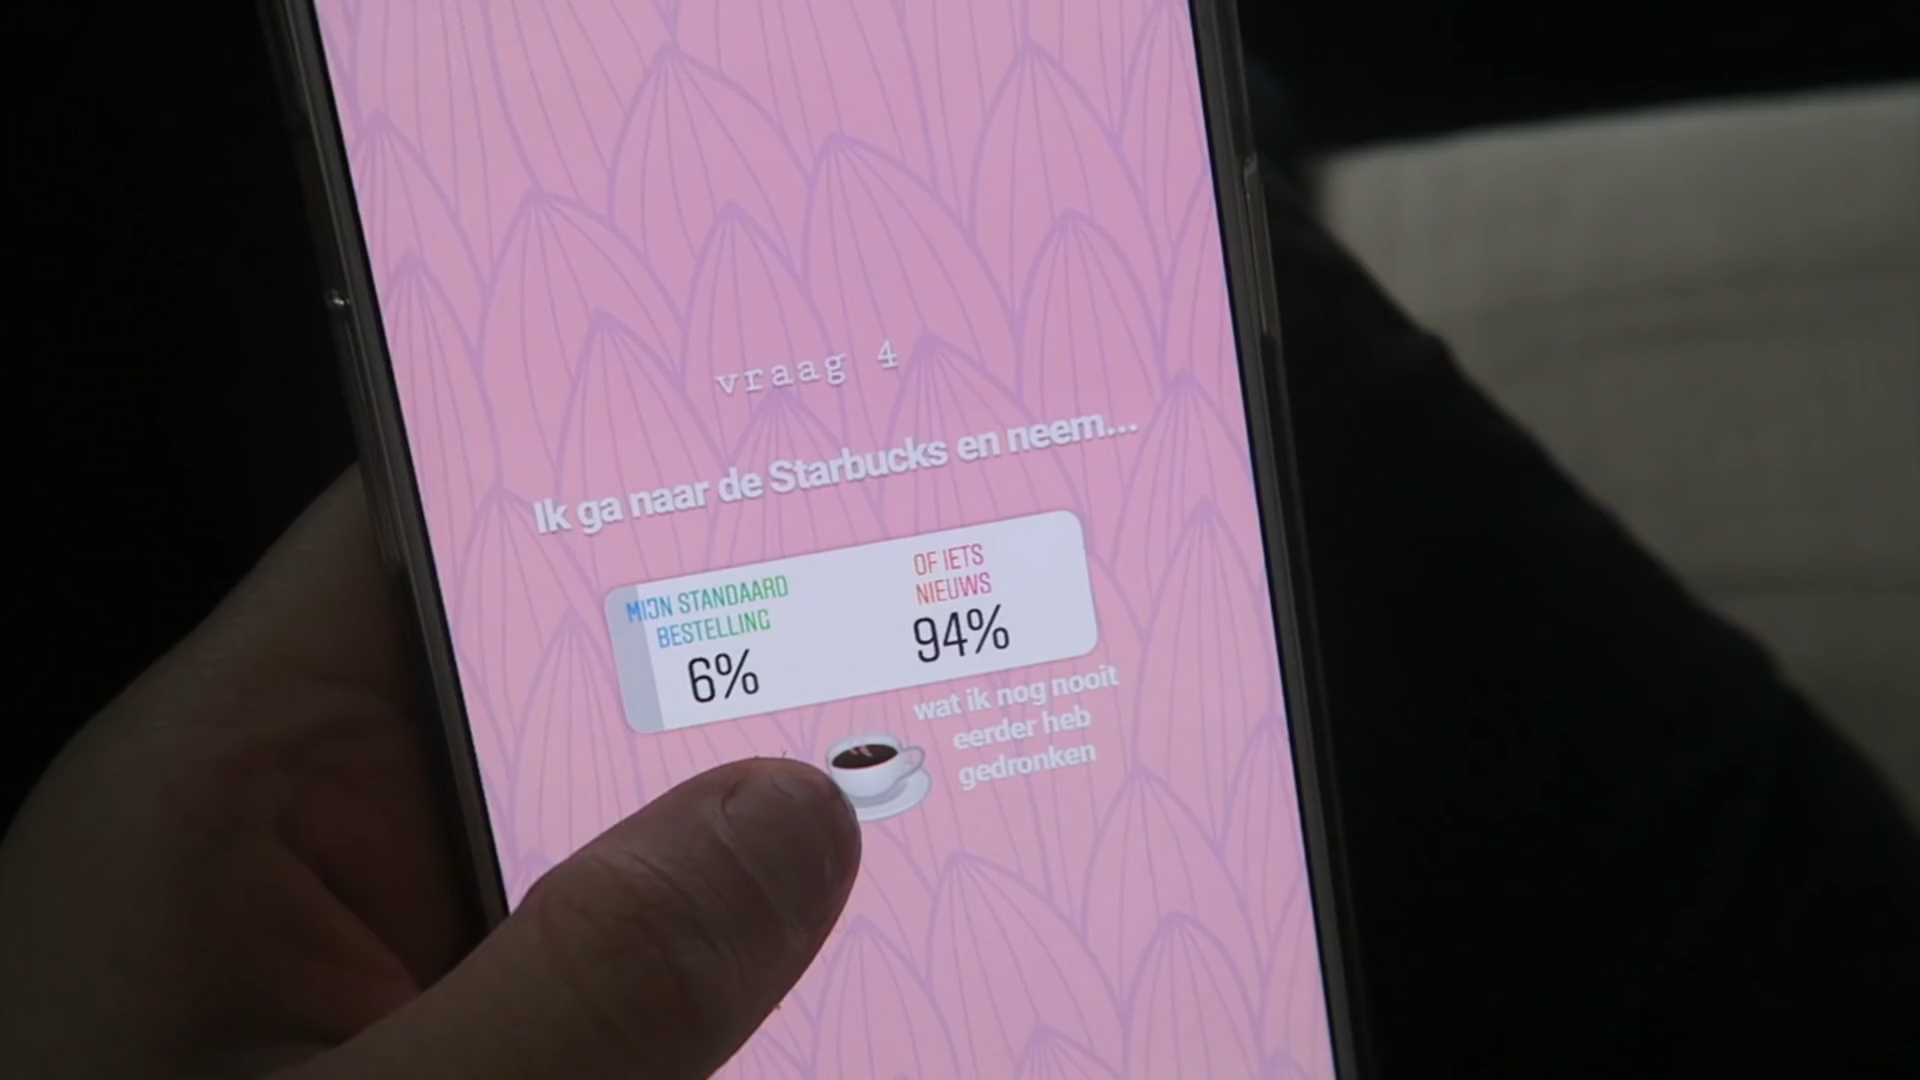 vraag 4
Ik ga naar de Starbucks en neem...
MIJN STANDAARD
BESTELLING
6%
OF IETS
NIEUWS
94%
wat ik nog nooit
eerder heb
gedronken